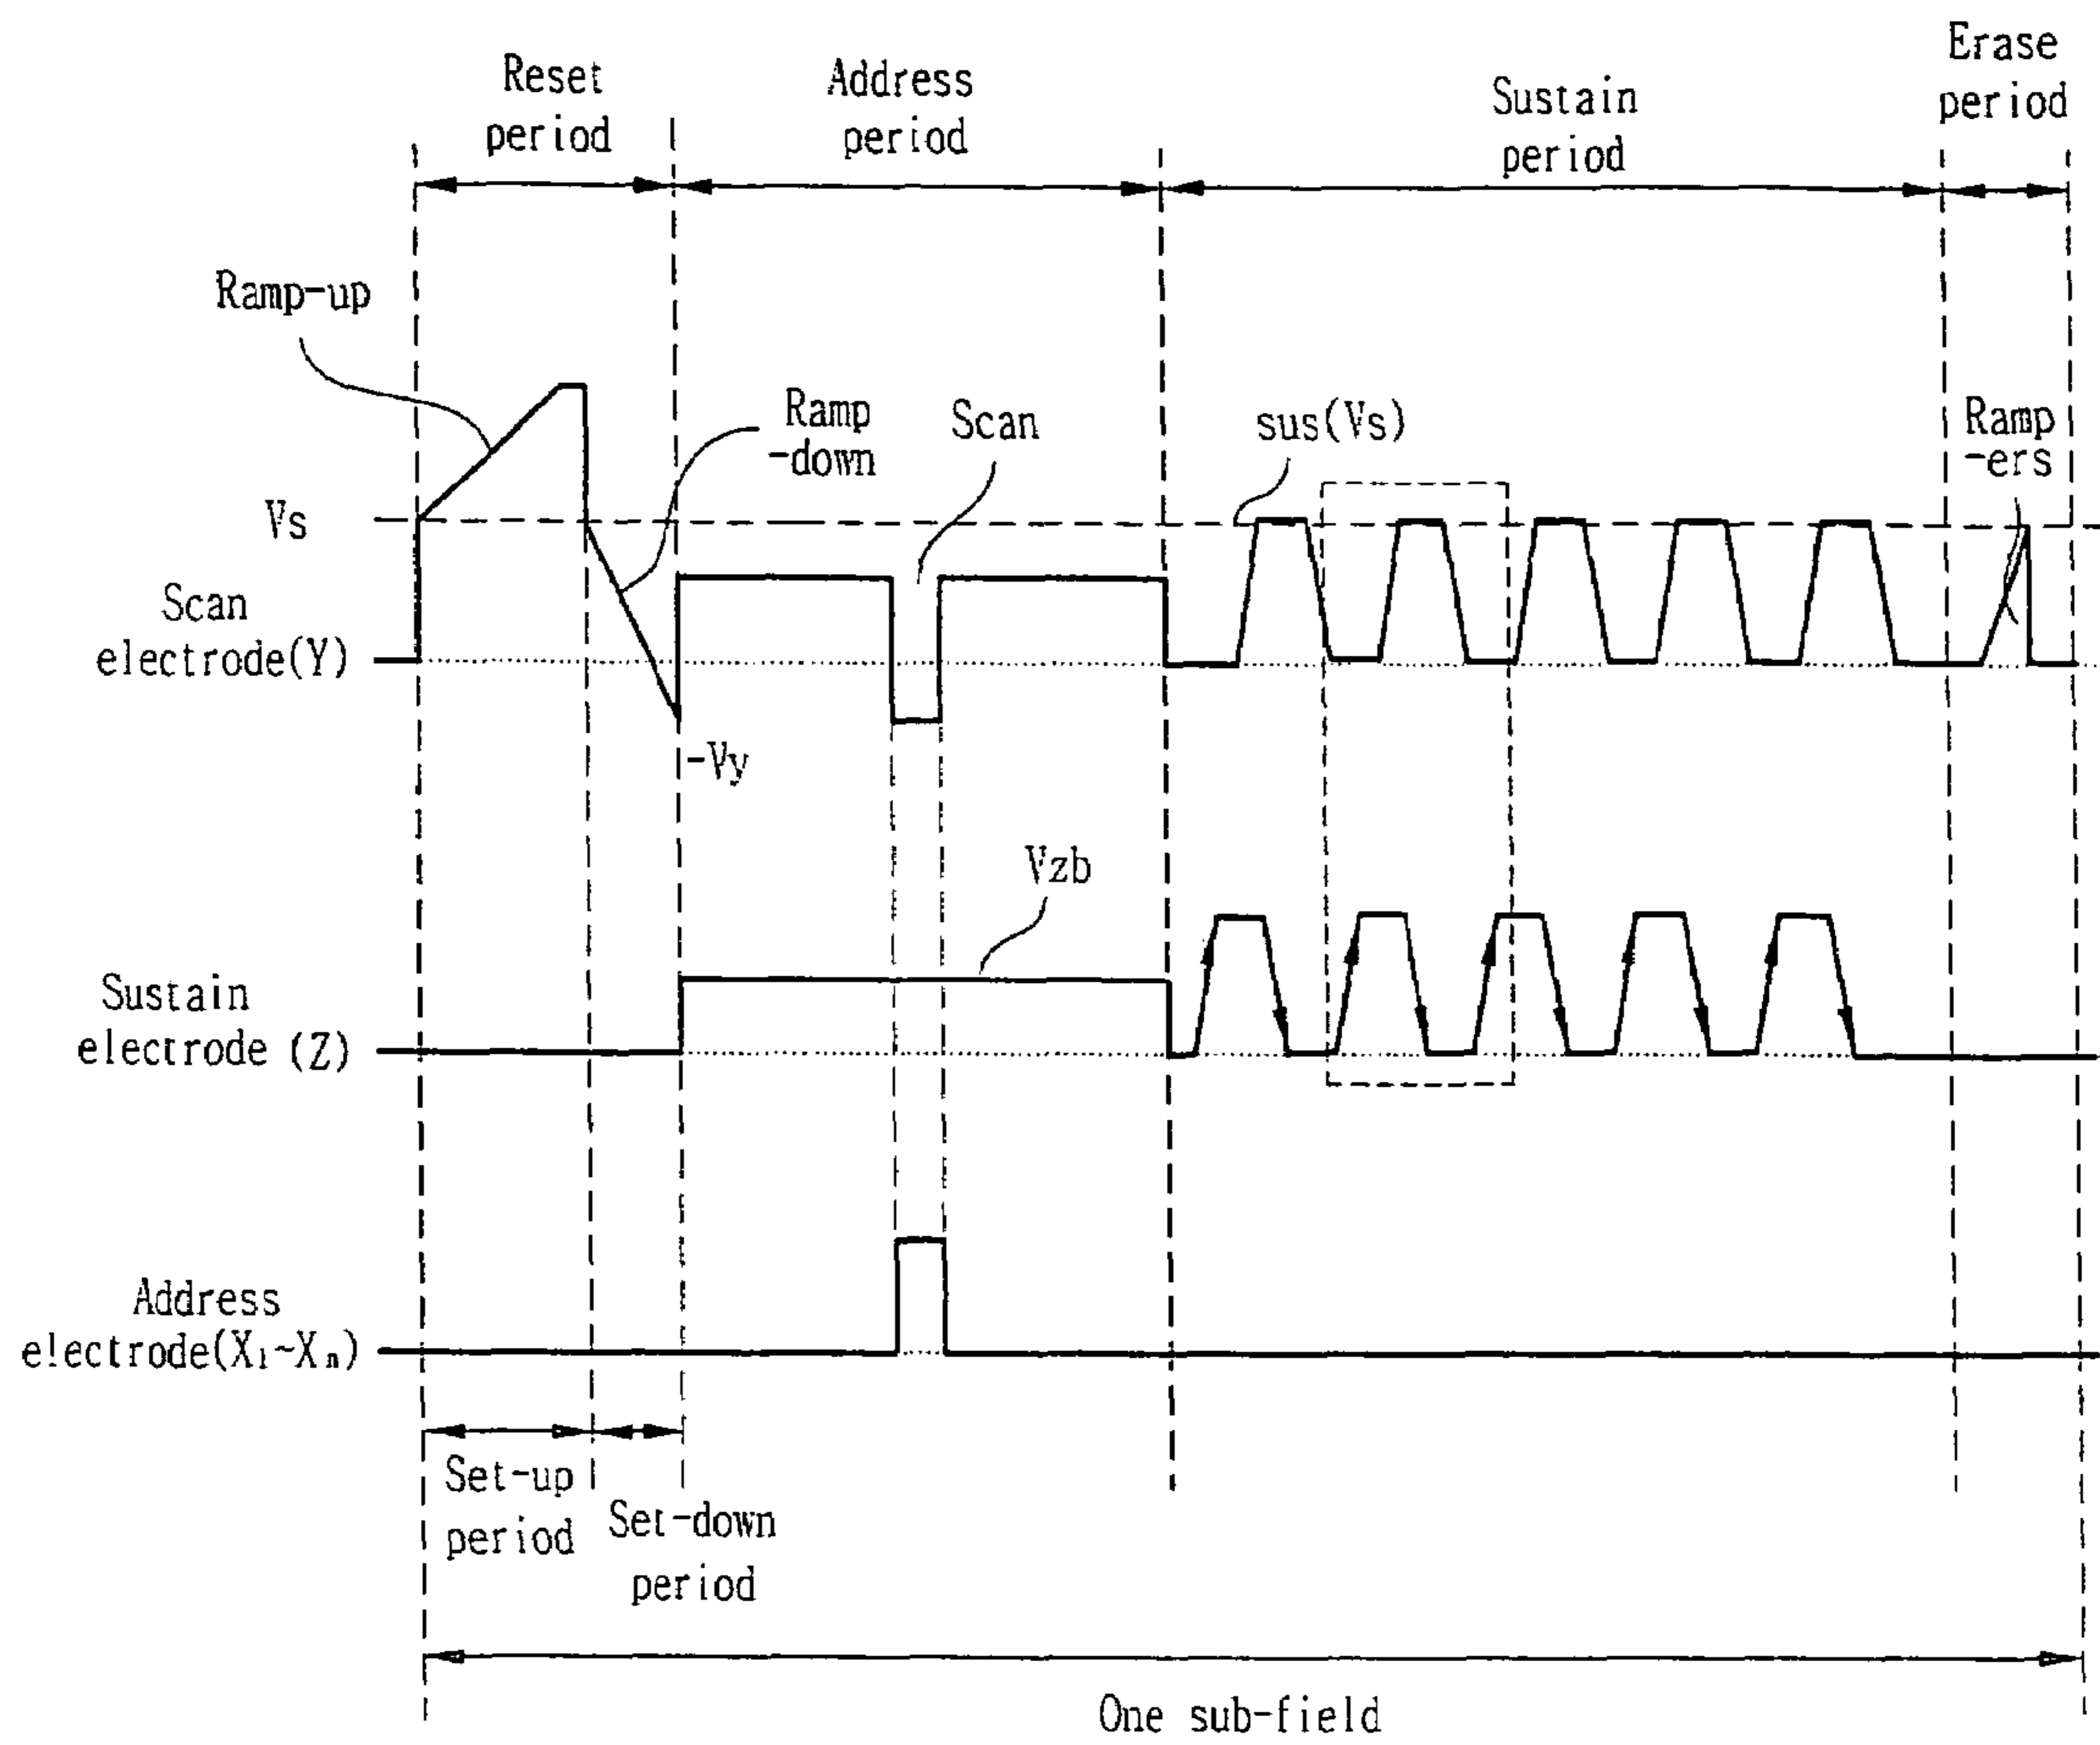 Reset
period
Address
period
Sustain
period
Erase
period
Ramp-up
Ramp
-down
Scan
sus(Vs)
Ramp
-ers
Vs
Scan
electrode(Y)
-Vy
Vzb
Sustain
electrode (Z)
Address
electrode(X₁~Xₙ)
Set-up
period
Set-down
period
One sub-field